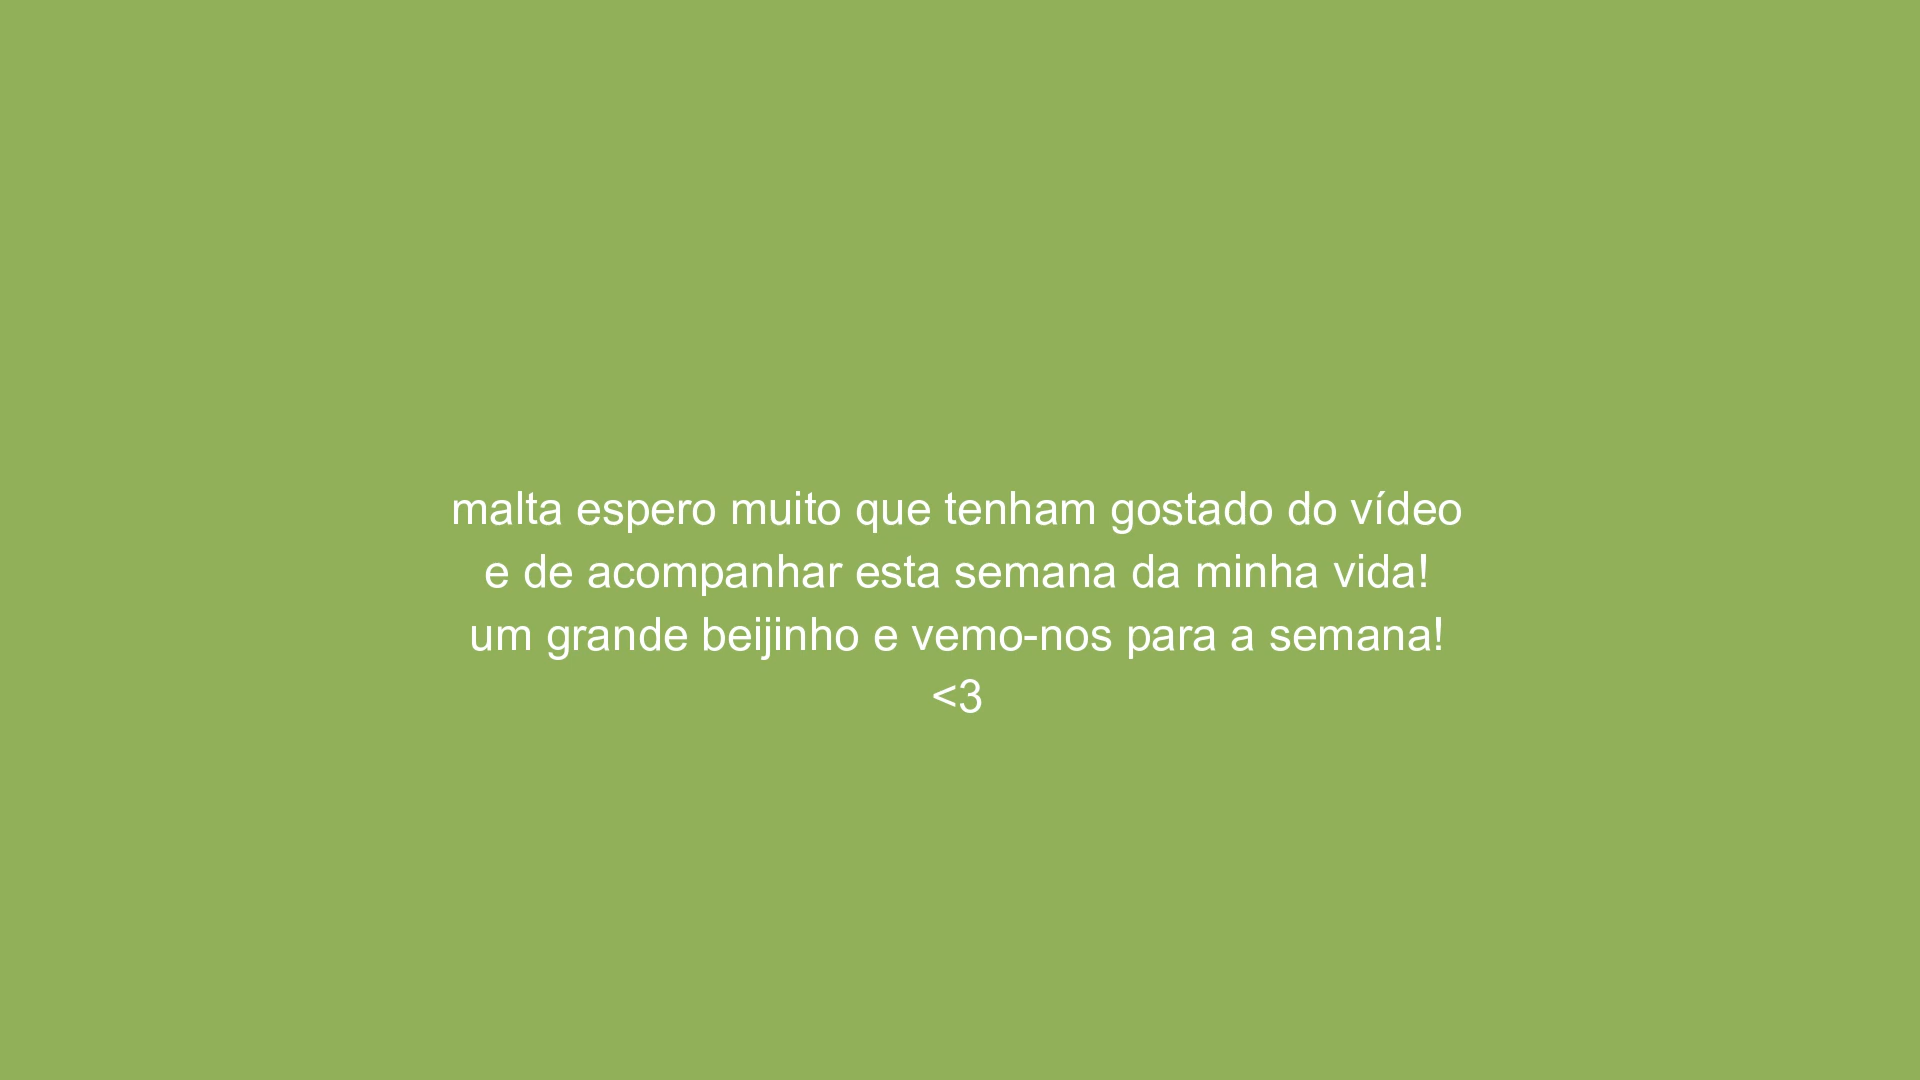 malta espero muito que tenham gostado do vídeo
e de acompanhar esta semana da minha vida!
um grande beijinho e vemo-nos para a semana!
<3